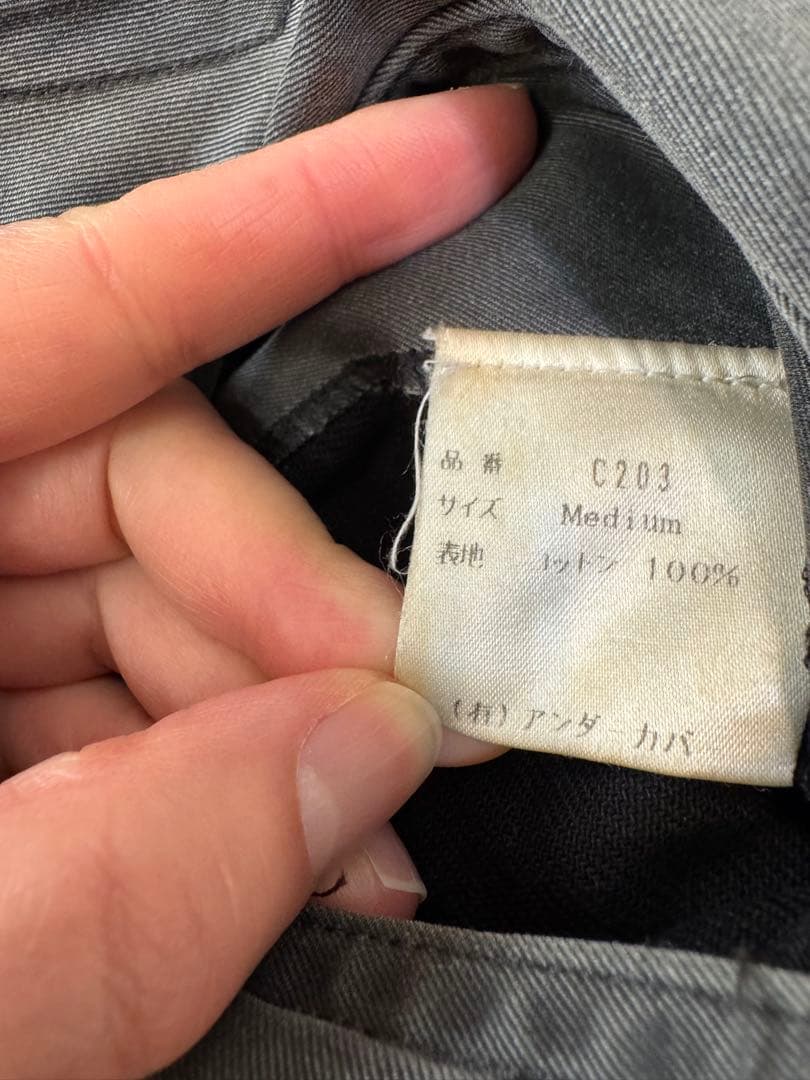 品番 C203
サイズ Medium
表地 コットン 100%
(有)アンダーカバー